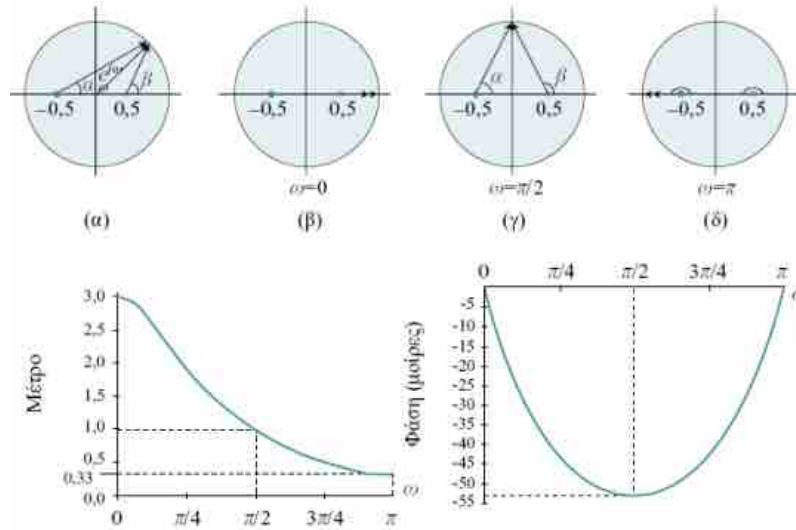 α e^{jω} ω β
−0,5 0,5
(α)
−0,5 0,5
ω=0
(β)
α β
−0,5 0,5
ω=π/2
(γ)
−0,5 0,5
ω=π
(δ)
Μέτρο
3,0
2,5
2,0
1,5
1,0
0,5
0,33
0,0
0 π/4 π/2 3π/4 π
ω
Φάση (μοίρες)
0 π/4 π/2 3π/4 π
-5
-10
-15
-20
-25
-30
-35
-40
-45
-50
-55